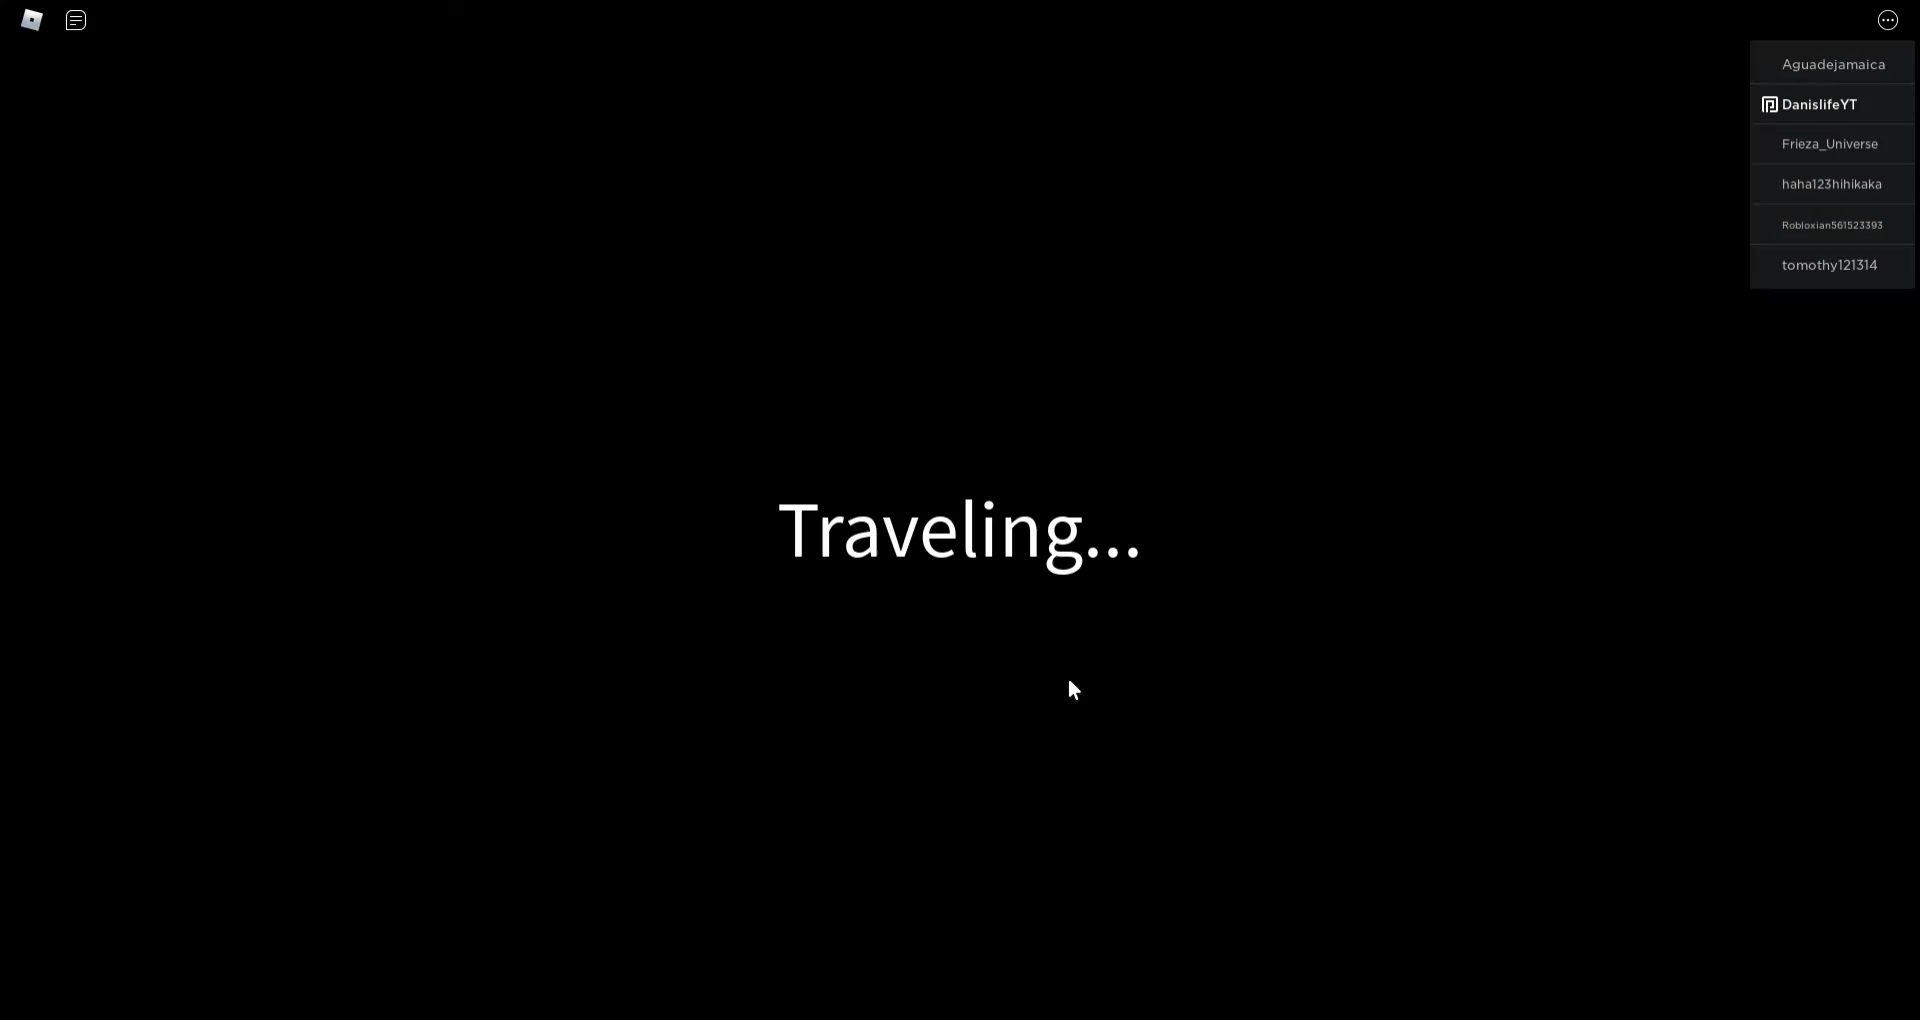 Aguadejamaica
DanislifeYT
Frieza_Universe
haha123hihikaka
Robloxian561523393
tomothy121314
Traveling...